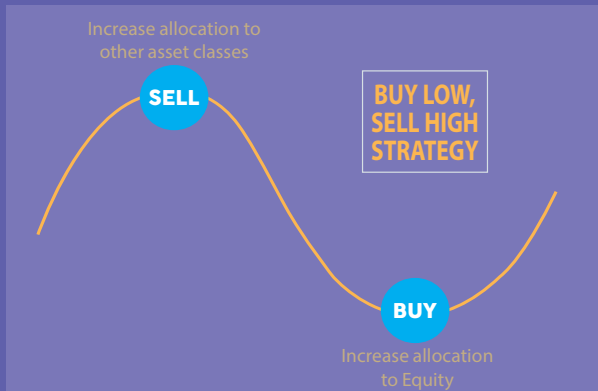 Increase allocation to
other asset classes
SELL
BUY LOW,
SELL HIGH
STRATEGY
BUY
Increase allocation
to Equity